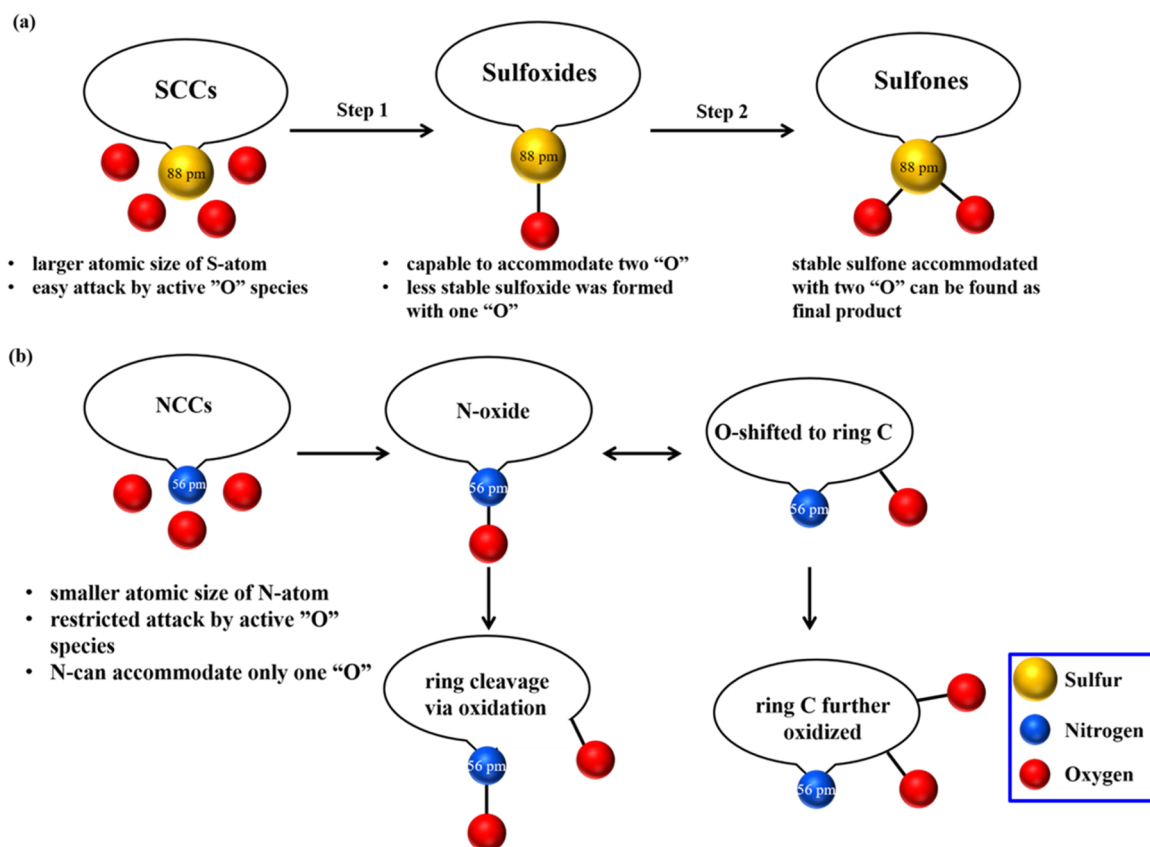 (a)
SCCs
Sulfoxides
Sulfones
Step 1
Step 2
88 pm
88 pm
88 pm
• larger atomic size of S-atom
• easy attack by active ”O” species
• capable to accommodate two “O”
• less stable sulfoxide was formed
with one “O”
stable sulfone accommodated
with two “O” can be found as
final product
(b)
NCCs
N-oxide
O-shifted to ring C
56 pm
56 pm
56 pm
• smaller atomic size of N-atom
• restricted attack by active ”O”
species
• N-can accommodate only one “O”
ring cleavage
via oxidation
56 pm
ring C further
oxidized
56 pm
Sulfur
Nitrogen
Oxygen